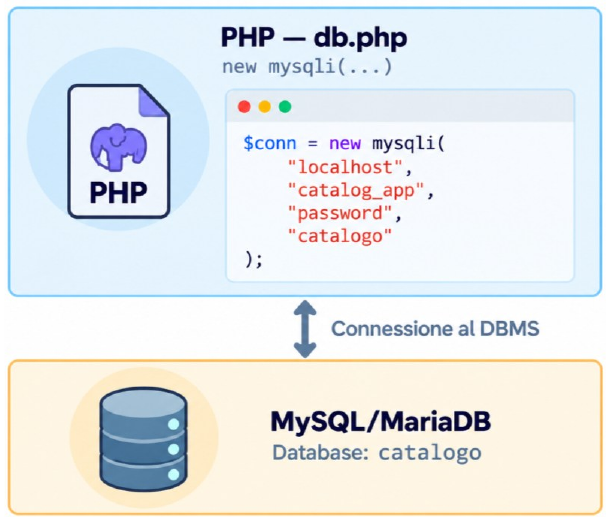 PHP — db.php
new mysqli(...)
PHP
$conn = new mysqli(
    "localhost",
    "catalog_app",
    "password",
    "catalogo"
);
Connessione al DBMS
MySQL/MariaDB
Database: catalogo